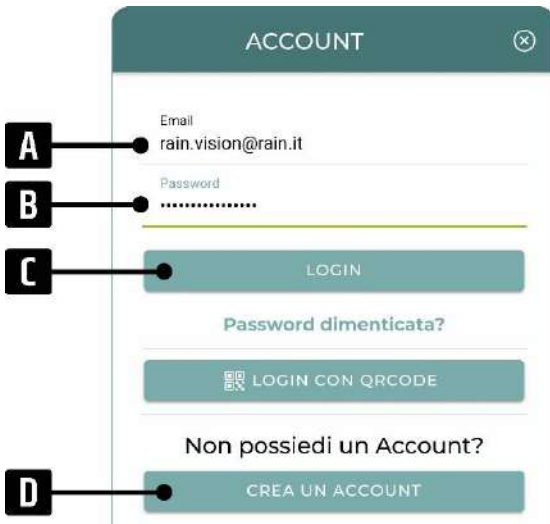 ACCOUNT
Email
A
rain.vision@rain.it
Password
B
••••••••••••••••
C
LOGIN
Password dimenticata?
LOGIN CON QRCODE
Non possiedi un Account?
D
CREA UN ACCOUNT